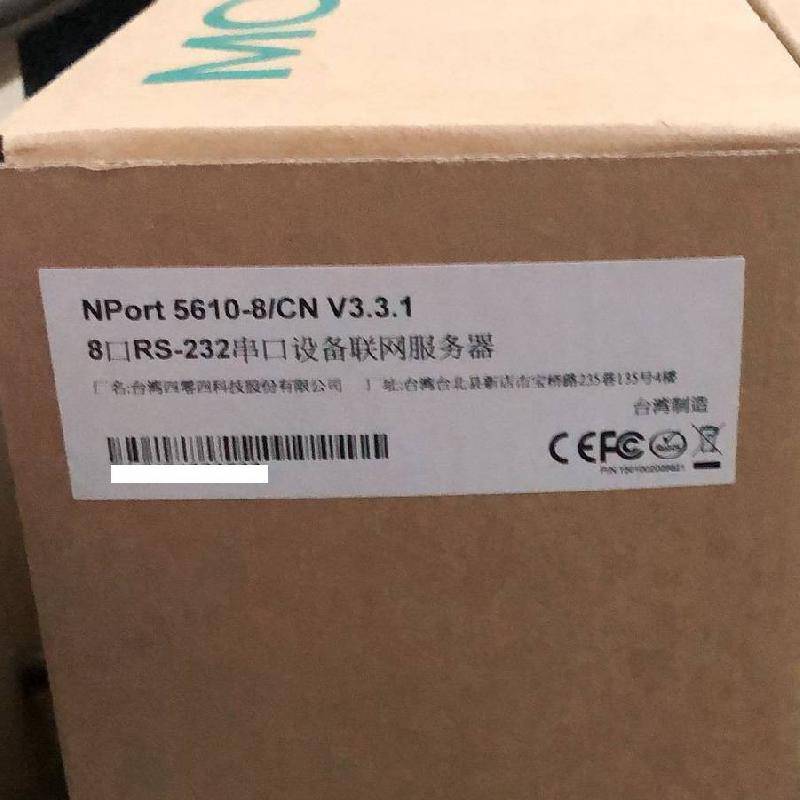 MO
NPort 5610-8/CN V3.3.1
8口RS-232串口设备联网服务器
厂名:台湾四零四科技股份有限公司 厂址:台湾台北县新店市宝桥路235巷135号4楼
台湾制造
CE FC